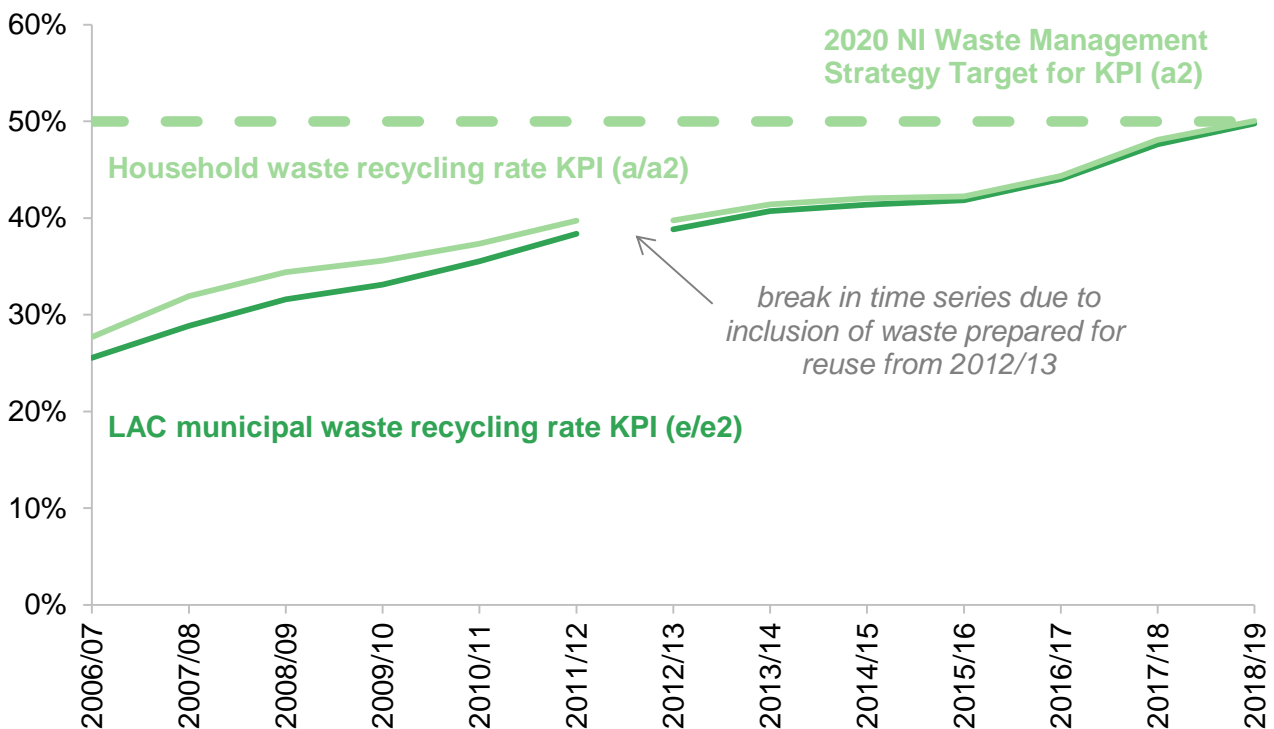 60%
2020 NI Waste Management
Strategy Target for KPI (a2)
50%
Household waste recycling rate KPI (a/a2)
40%
break in time series due to
inclusion of waste prepared for
reuse from 2012/13
30%
20%
LAC municipal waste recycling rate KPI (e/e2)
10%
0%
2006/07
2007/08
2008/09
2009/10
2010/11
2011/12
2012/13
2013/14
2014/15
2015/16
2016/17
2017/18
2018/19